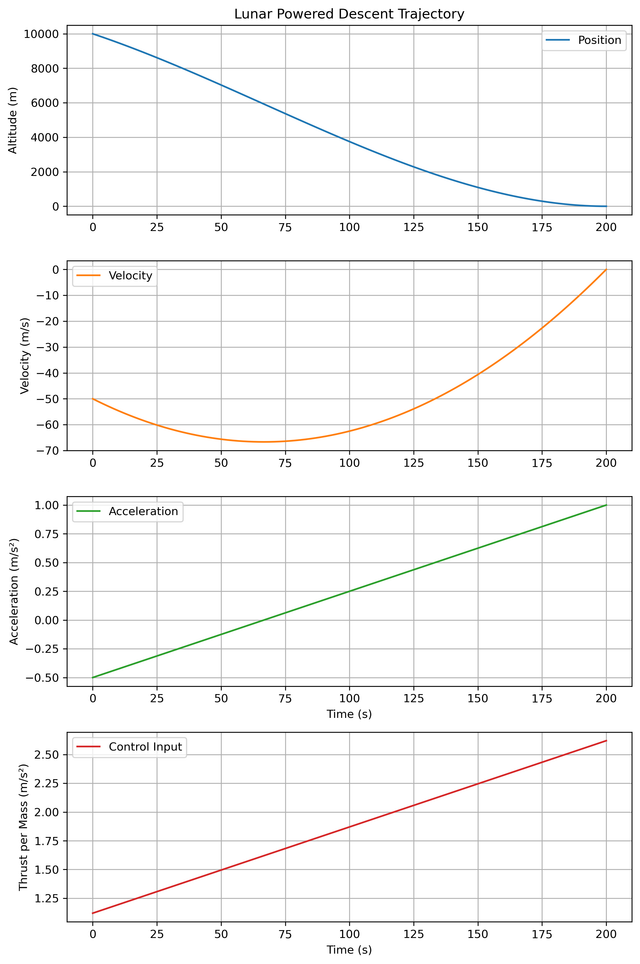 Lunar Powered Descent Trajectory
Position
Altitude (m)
10000
8000
6000
4000
2000
0
0 25 50 75 100 125 150 175 200
Velocity
Velocity (m/s)
0
−10
−20
−30
−40
−50
−60
−70
0 25 50 75 100 125 150 175 200
Acceleration
Acceleration (m/s²)
1.00
0.75
0.50
0.25
0.00
−0.25
−0.50
0 25 50 75 100 125 150 175 200
Time (s)
Control Input
Thrust per Mass (m/s²)
2.50
2.25
2.00
1.75
1.50
1.25
0 25 50 75 100 125 150 175 200
Time (s)